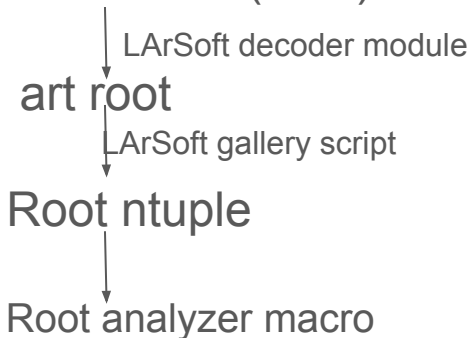 LArSoft decoder module
art root
LArSoft gallery script
Root ntuple
Root analyzer macro